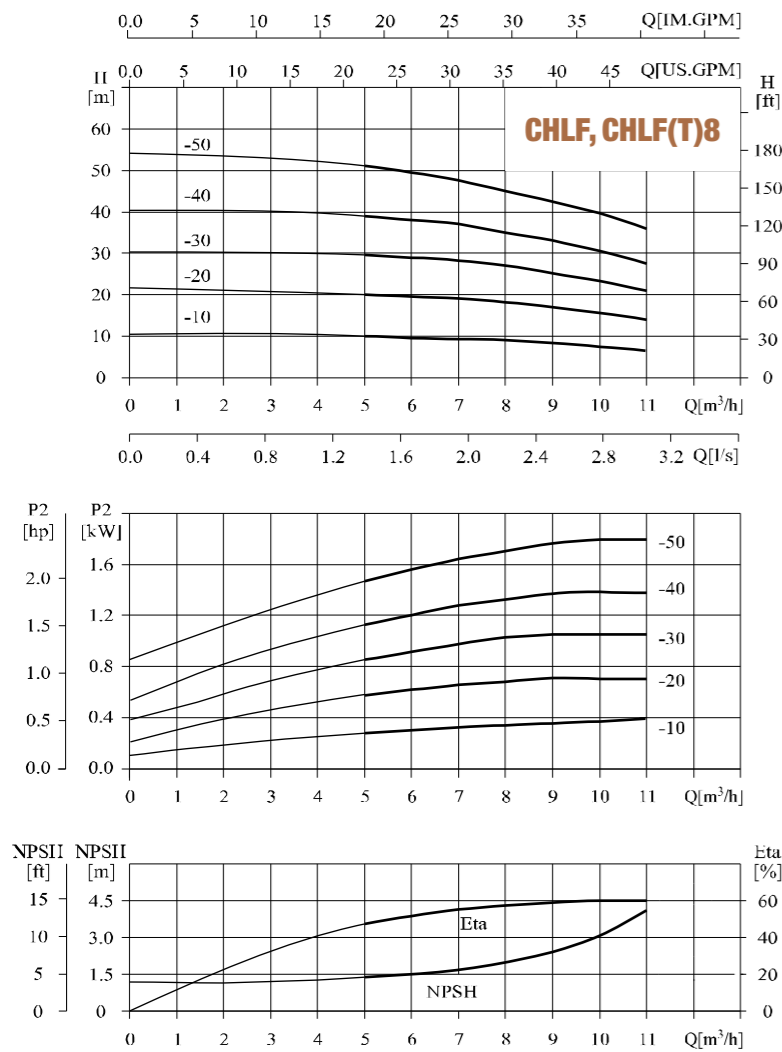 0.0 5 10 15 20 25 30 35 Q[IM.GPM]
0.0 5 10 15 20 25 30 35 40 45 Q[US.GPM]
H [m]
H [ft]
CHLF, CHLF(T)8
60
50
40
30
20
10
0
180
150
120
90
60
30
0
-50
-40
-30
-20
-10
0 1 2 3 4 5 6 7 8 9 10 11 Q[m³/h]
0.0 0.4 0.8 1.2 1.6 2.0 2.4 2.8 3.2 Q[l/s]
P2 [hp]
P2 [kW]
2.0
1.5
1.0
0.5
0.0
1.6
1.2
0.8
0.4
0.0
-50
-40
-30
-20
-10
0 1 2 3 4 5 6 7 8 9 10 11 Q[m³/h]
NPSH [ft]
NPSH [m]
Eta [%]
15
10
5
0
4.5
3.0
1.5
0
60
40
20
0
Eta
NPSH
0 1 2 3 4 5 6 7 8 9 10 11 Q[m³/h]